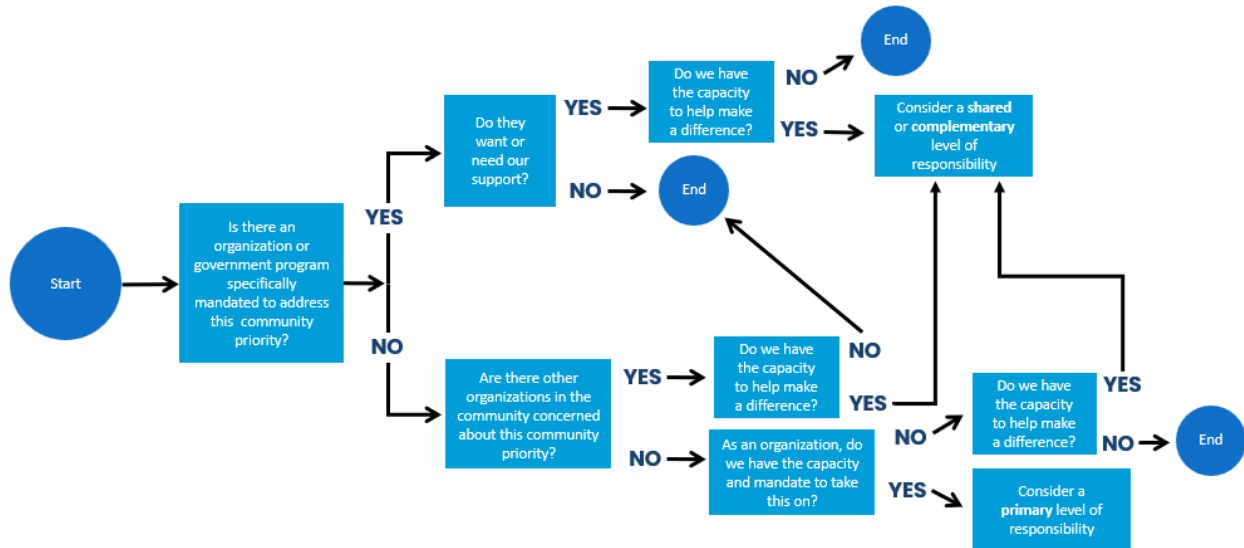 Start
Is there an
organization or
government program
specifically
mandated to address
this community
priority?
YES
NO
Do they
want or
need our
support?
YES
NO
Do we have
the capacity
to help make
a difference?
NO
YES
End
Consider a shared
or complementary
level of
responsibility
End
Are there other
organizations in the
community concerned
about this community
priority?
YES
NO
Do we have
the capacity
to help make
a difference?
NO
YES
As an organization, do
we have the capacity
and mandate to take
this on?
NO
YES
Do we have
the capacity
to help make
a difference?
YES
NO
End
Consider a
primary level of
responsibility